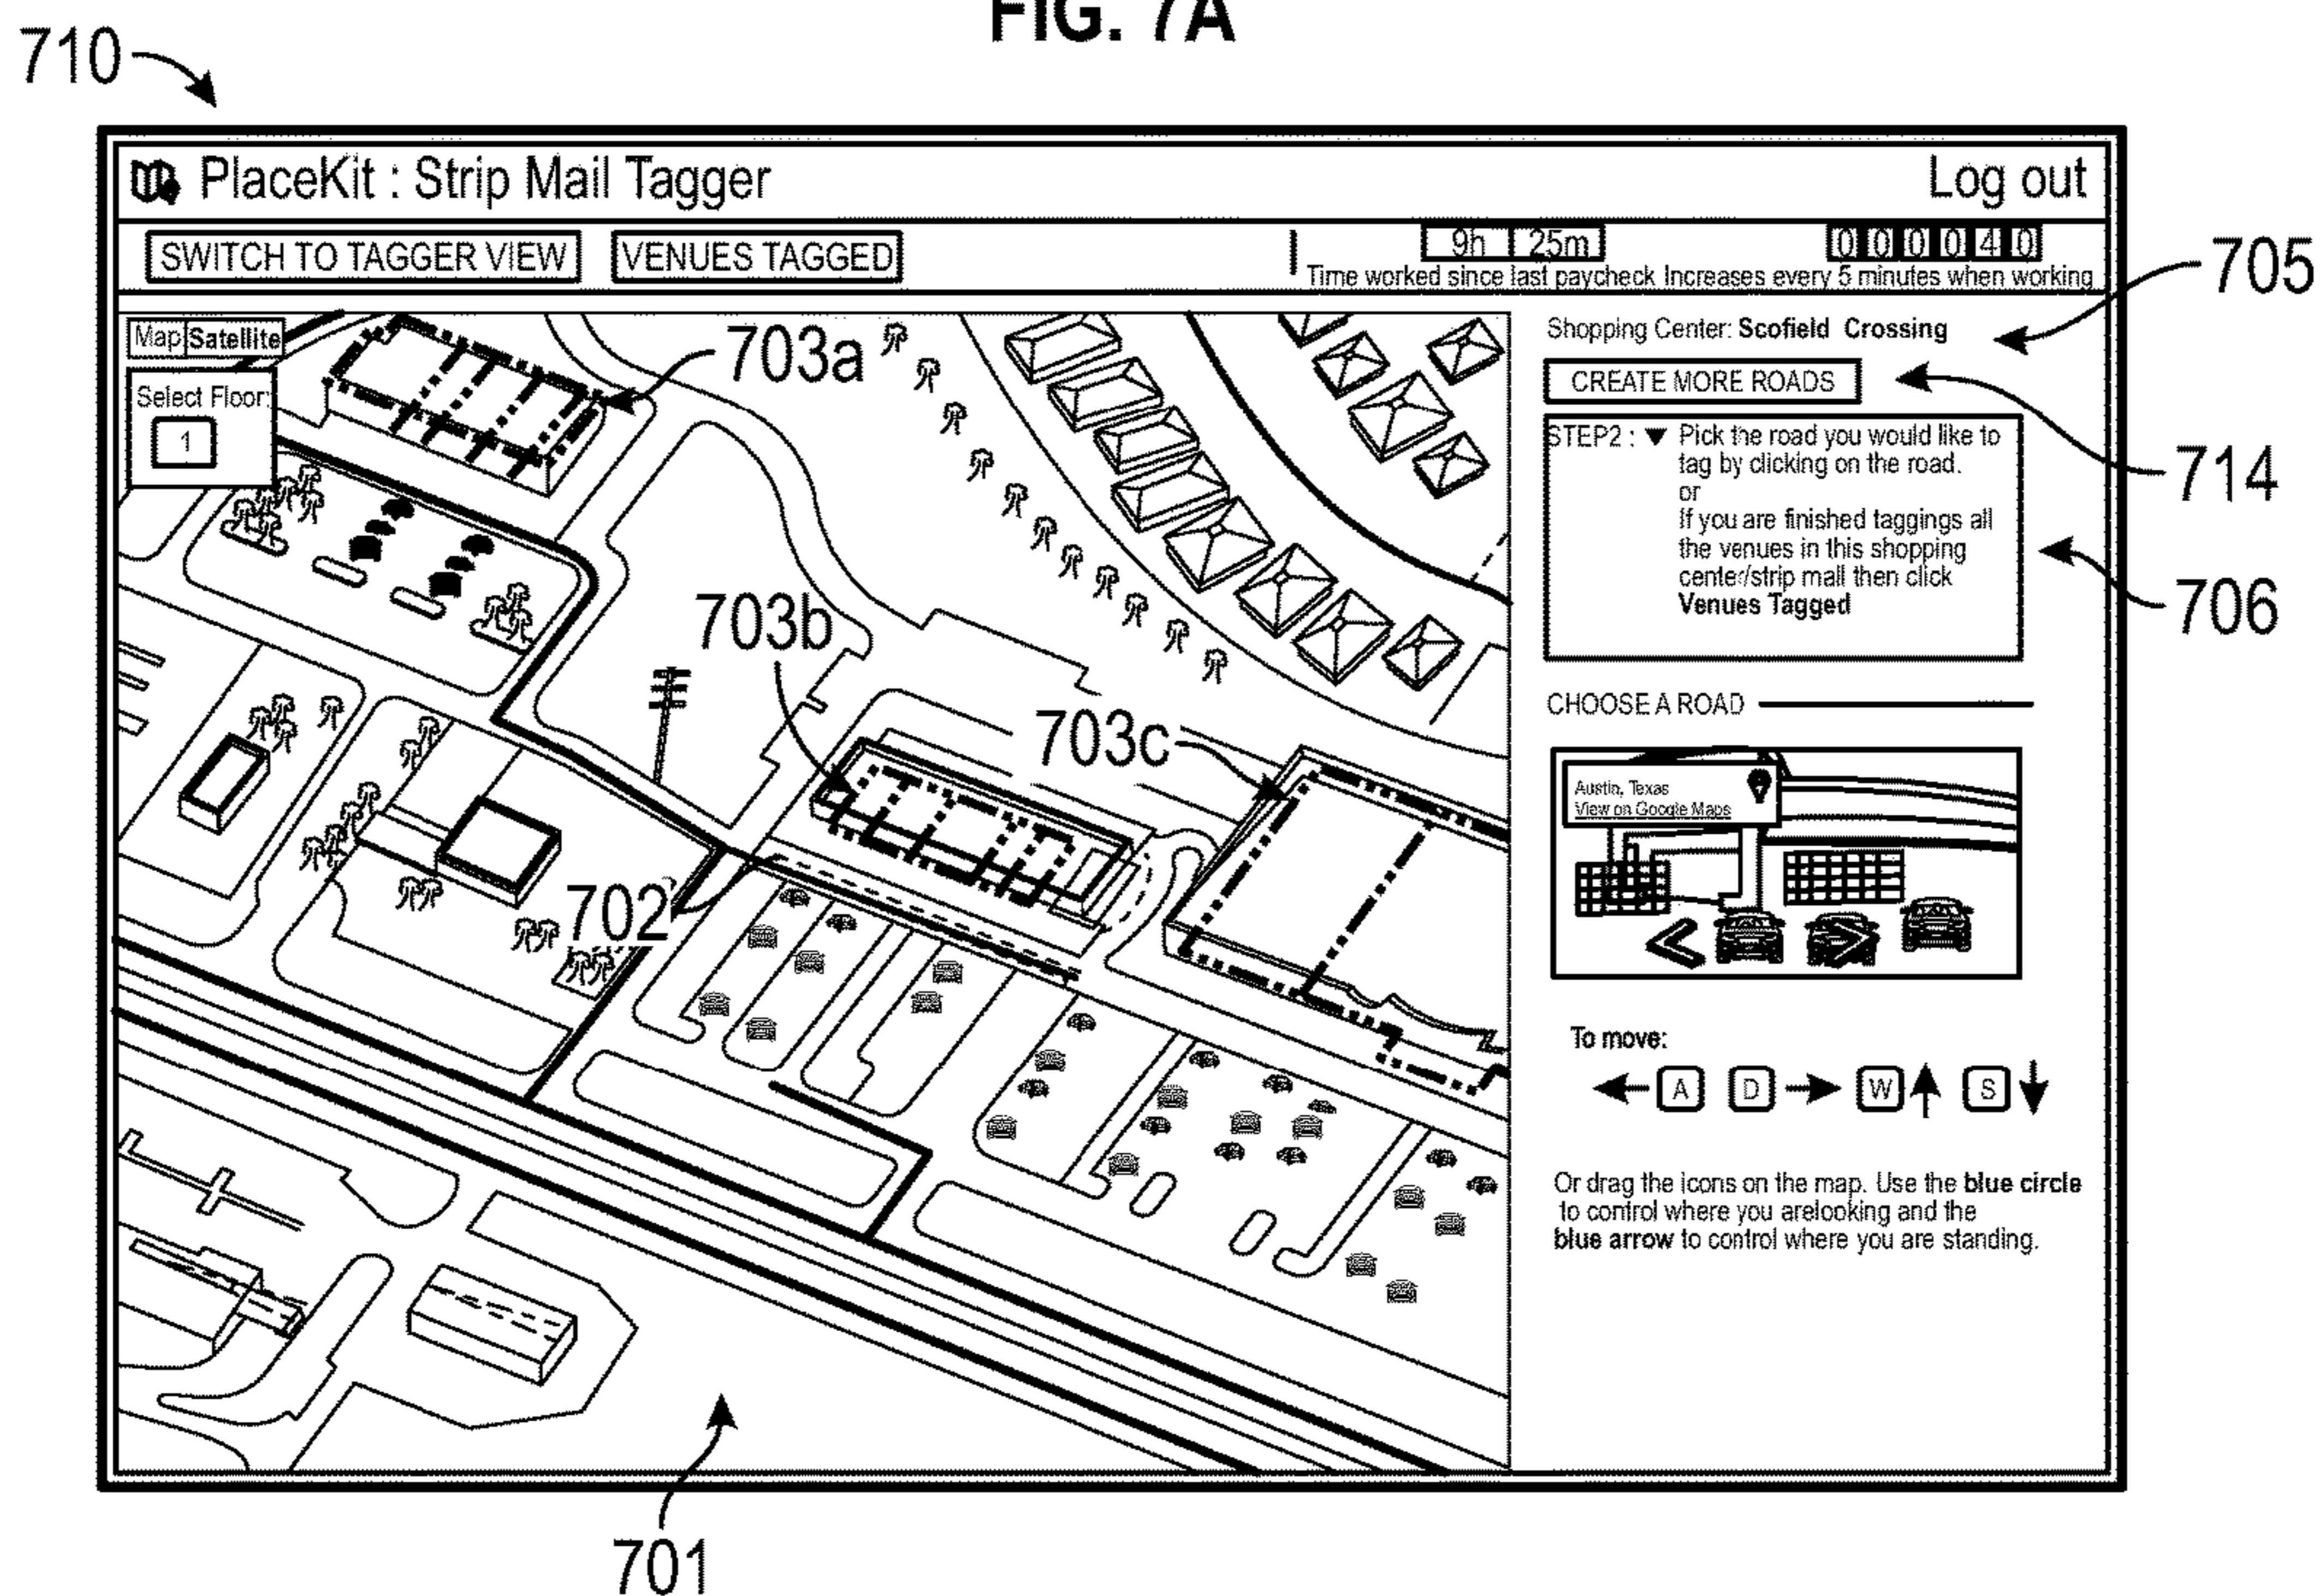 FIG. 7A
710
PlaceKit : Strip Mail Tagger
Log out
SWITCH TO TAGGER VIEW
VENUES TAGGED
9h 25m
0 0 0 0 4 0
Time worked since last paycheck Increases every 5 minutes when working
705
Map Satellite
Select Floor:
1
703a
703b
703c
702
701
Shopping Center: Scofield Crossing
CREATE MORE ROADS
714
STEP2 : ▼ Pick the road you would like to
tag by clicking on the road.
or
If you are finished taggings all
the venues in this shopping
center/strip mall then click
Venues Tagged
706
CHOOSE A ROAD
Austin, Texas
View on Google Maps
To move:
A D W S
Or drag the icons on the map. Use the blue circle
to control where you arelooking and the
blue arrow to control where you are standing.